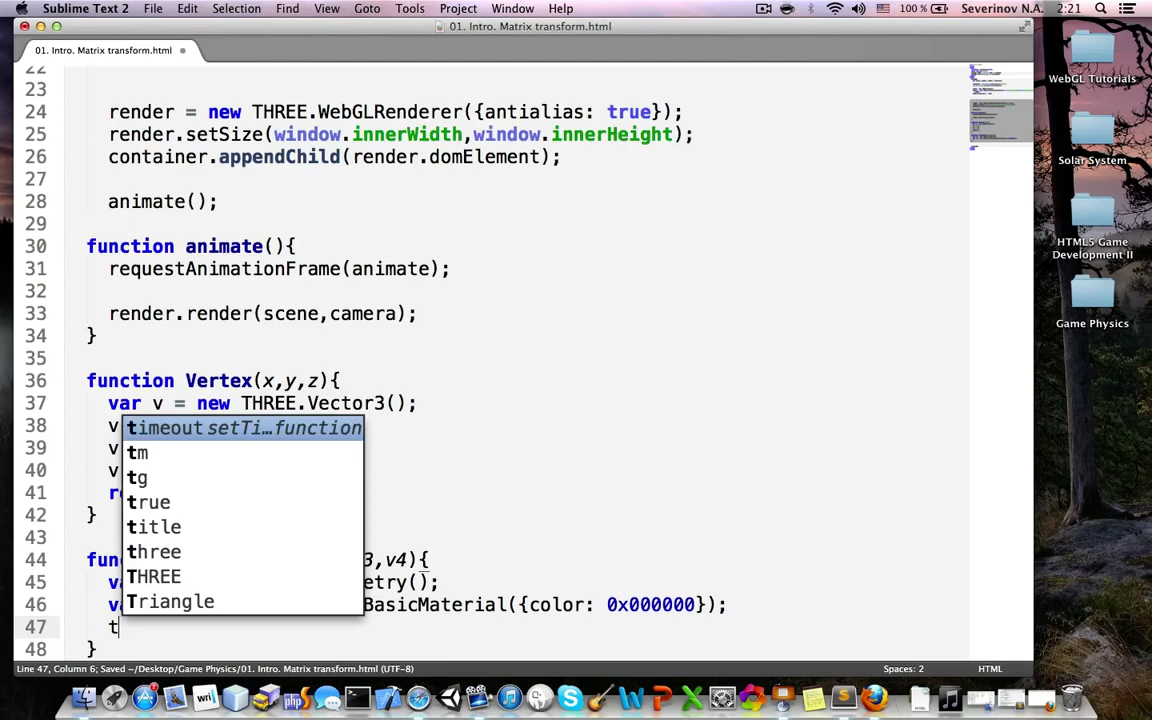 Sublime Text 2 File Edit Selection Find View Goto Tools Project Window Help 100 % Severinov N.A. 2:21
01. Intro. Matrix transform.html
01. Intro. Matrix transform.html
WebGL Tutorials
Solar System
HTML5 Game
Development II
Game Physics
22
23
24 render = new THREE.WebGLRenderer({antialias: true});
25 render.setSize(window.innerWidth,window.innerHeight);
26 container.appendChild(render.domElement);
27
28 animate();
29
30 function animate(){
31 requestAnimationFrame(animate);
32
33 render.render(scene,camera);
34 }
35
36 function Vertex(x,y,z){
37 var v = new THREE.Vector3();
38 v
39 v
40 v
41 re
42 }
43
44 fun 3,v4){
45 va etry();
46 va BasicMaterial({color: 0x000000});
47 t
48 }
timeout setTi…function
tm
tg
true
title
three
THREE
Triangle
Line 47, Column 6; Saved ~/Desktop/Game Physics/01. Intro. Matrix transform.html (UTF-8) Spaces: 2 HTML